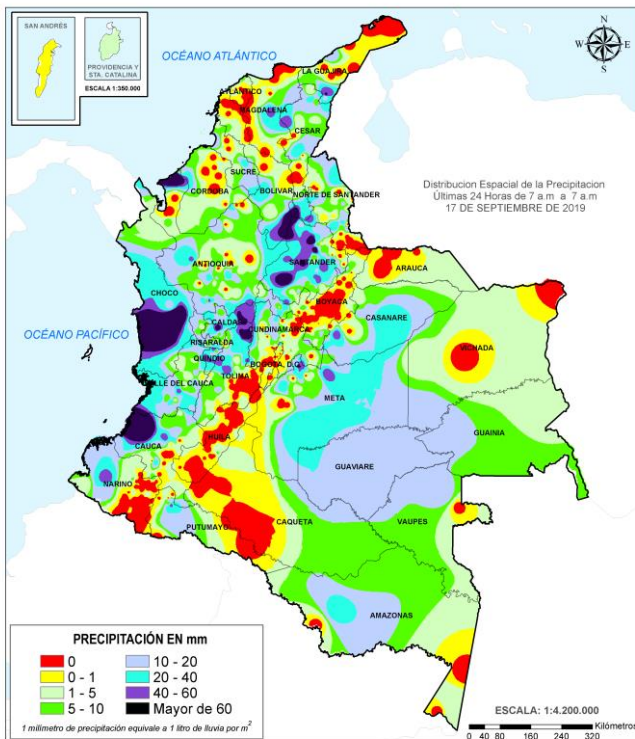 SAN ANDRÉS
PROVIDENCIA Y
STA. CATALINA
ESCALA 1:350.000
OCÉANO ATLÁNTICO
N
W E
S
LA GUAJIRA
ATLANTICO
MAGDALENA
CESAR
SUCRE
CORDOBA
BOLIVAR
NORTE DE SANTANDER
Distribucion Espacial de la Precipitacion
Últimas 24 Horas de 7 a.m a 7 a.m
17 DE SEPTIEMBRE DE 2019
ANTIOQUIA
SANTANDER
ARAUCA
CHOCO
BOYACA
CASANARE
OCÉANO PACÍFICO
CALDAS
CUNDINAMARCA
RISARALDA
VICHADA
QUINDIO
BOGOTA, D.C.
TOLIMA
VALLE DEL CAUCA
META
GUAINIA
CAUCA
HUILA
GUAVIARE
NARIÑO
CAQUETA
VAUPES
PUTUMAYO
AMAZONAS
PRECIPITACIÓN EN mm
0 10 - 20
0 - 1 20 - 40
1 - 5 40 - 60
5 - 10 Mayor de 60
1 milímetro de precipitación equivale a 1 litro de lluvia por m²
ESCALA: 1:4.200.000
Kilómetros
0 40 80 160 240 320